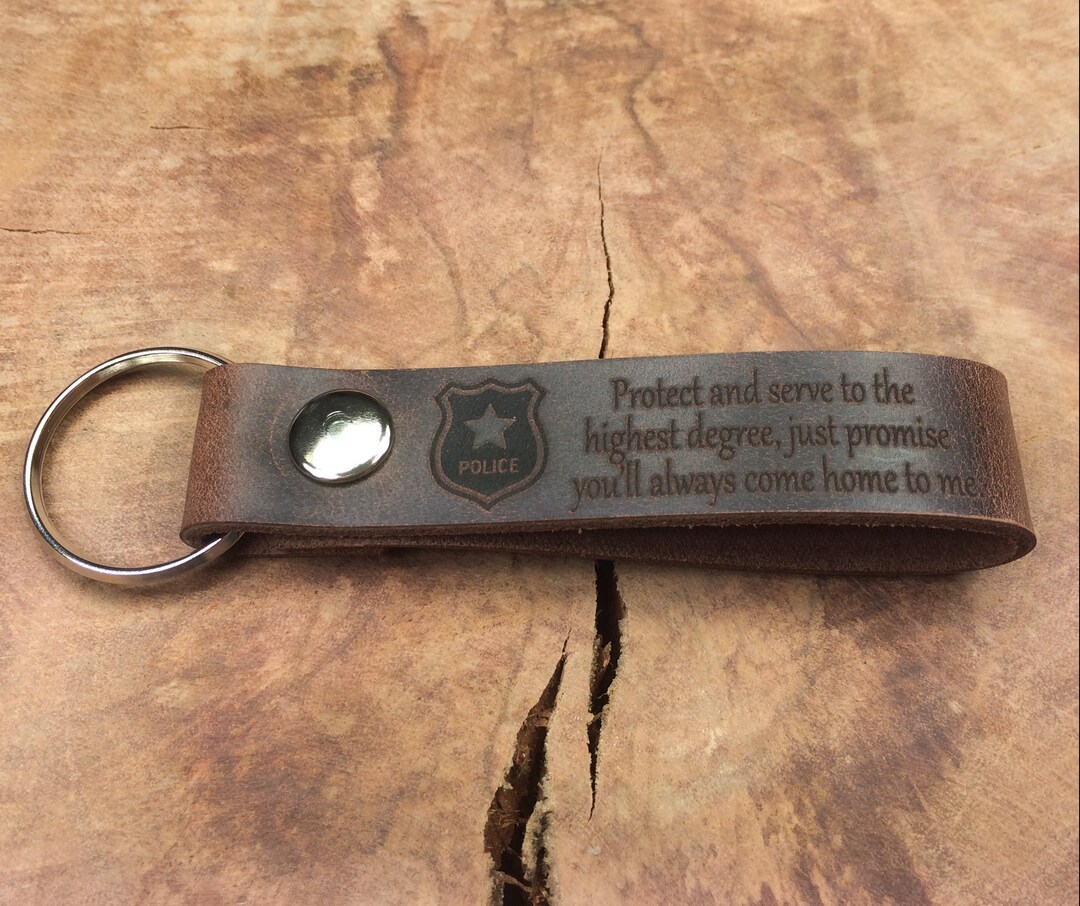 POLICE
Protect and serve to the
highest degree, just promise
you'll always come home to me.